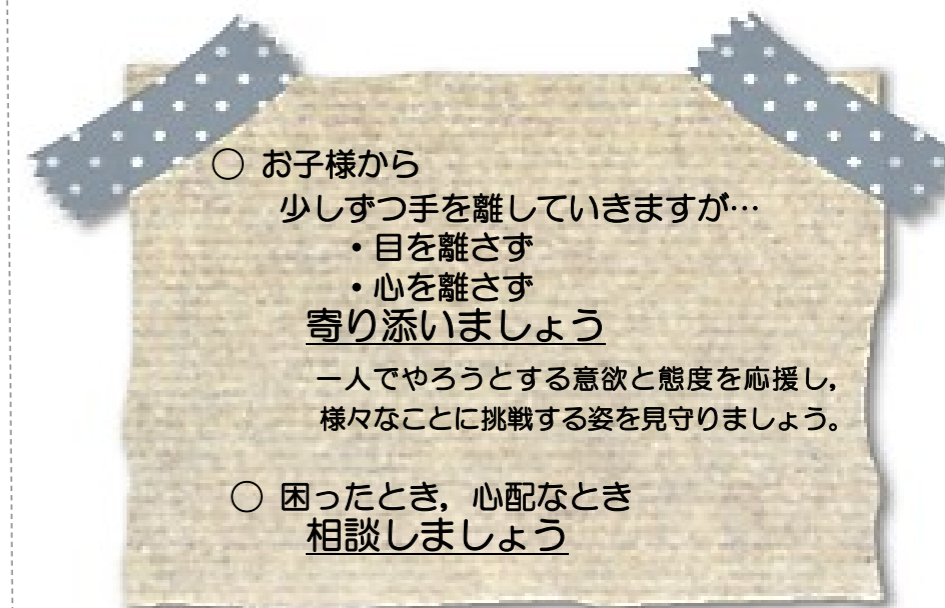 ○ お子様から
少しずつ手を離していきますが…
・目を離さず
・心を離さず
寄り添いましょう
一人でやろうとする意欲と態度を応援し,
様々なことに挑戦する姿を見守りましょう。
○ 困ったとき,心配なとき
相談しましょう